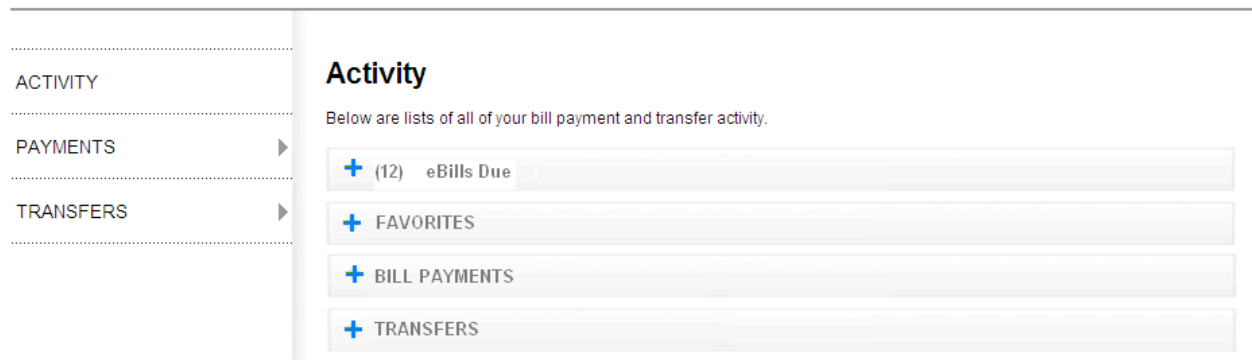 ACTIVITY
PAYMENTS
TRANSFERS
Activity
Below are lists of all of your bill payment and transfer activity.
(12) eBills Due
FAVORITES
BILL PAYMENTS
TRANSFERS